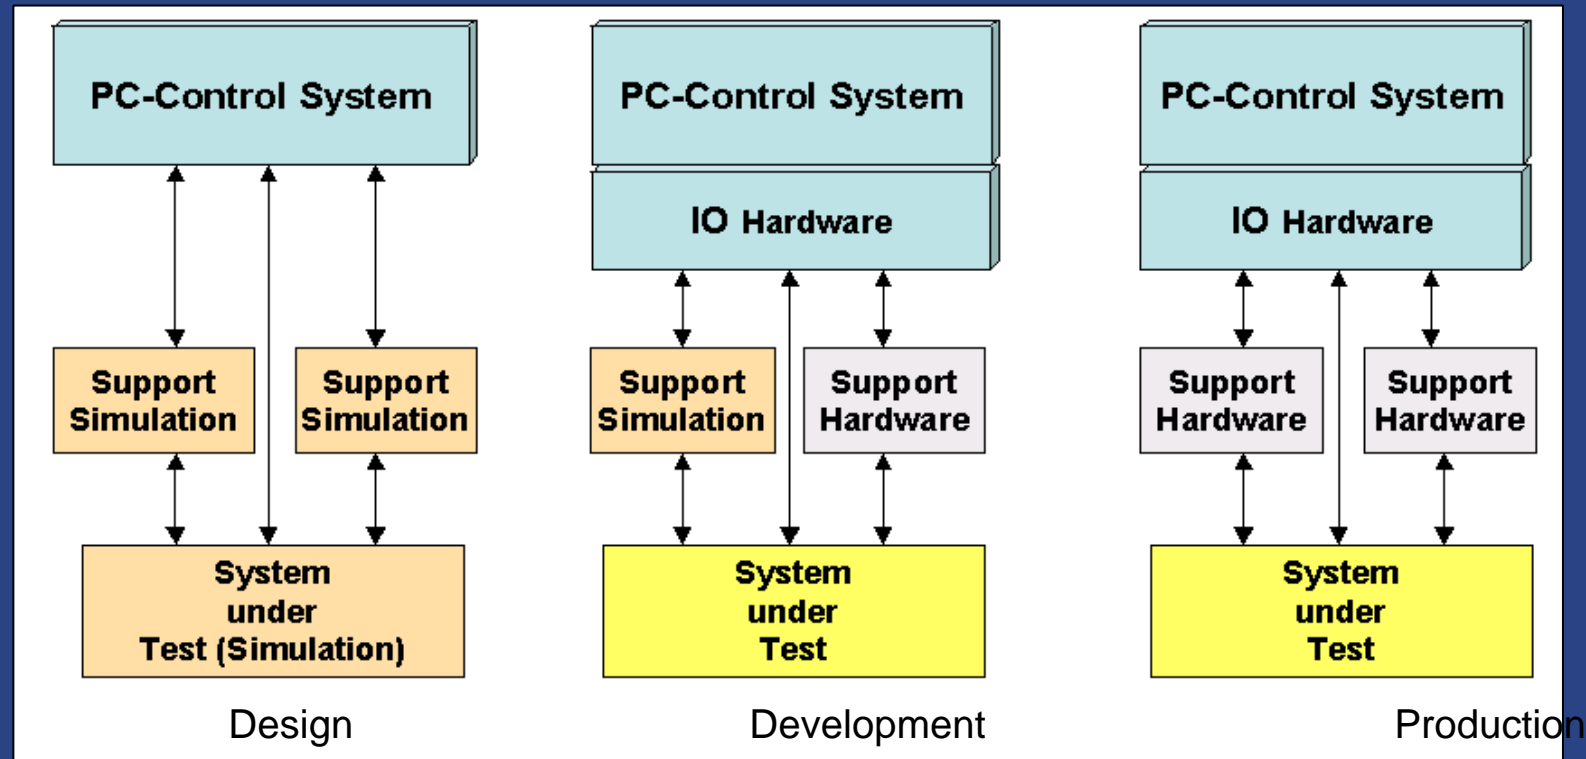 PC-Control System
Support
Simulation
Support
Simulation
System
under
Test (Simulation)
Design
PC-Control System
IO Hardware
Support
Simulation
Support
Hardware
System
under
Test
Development
PC-Control System
IO Hardware
Support
Hardware
Support
Hardware
System
under
Test
Production